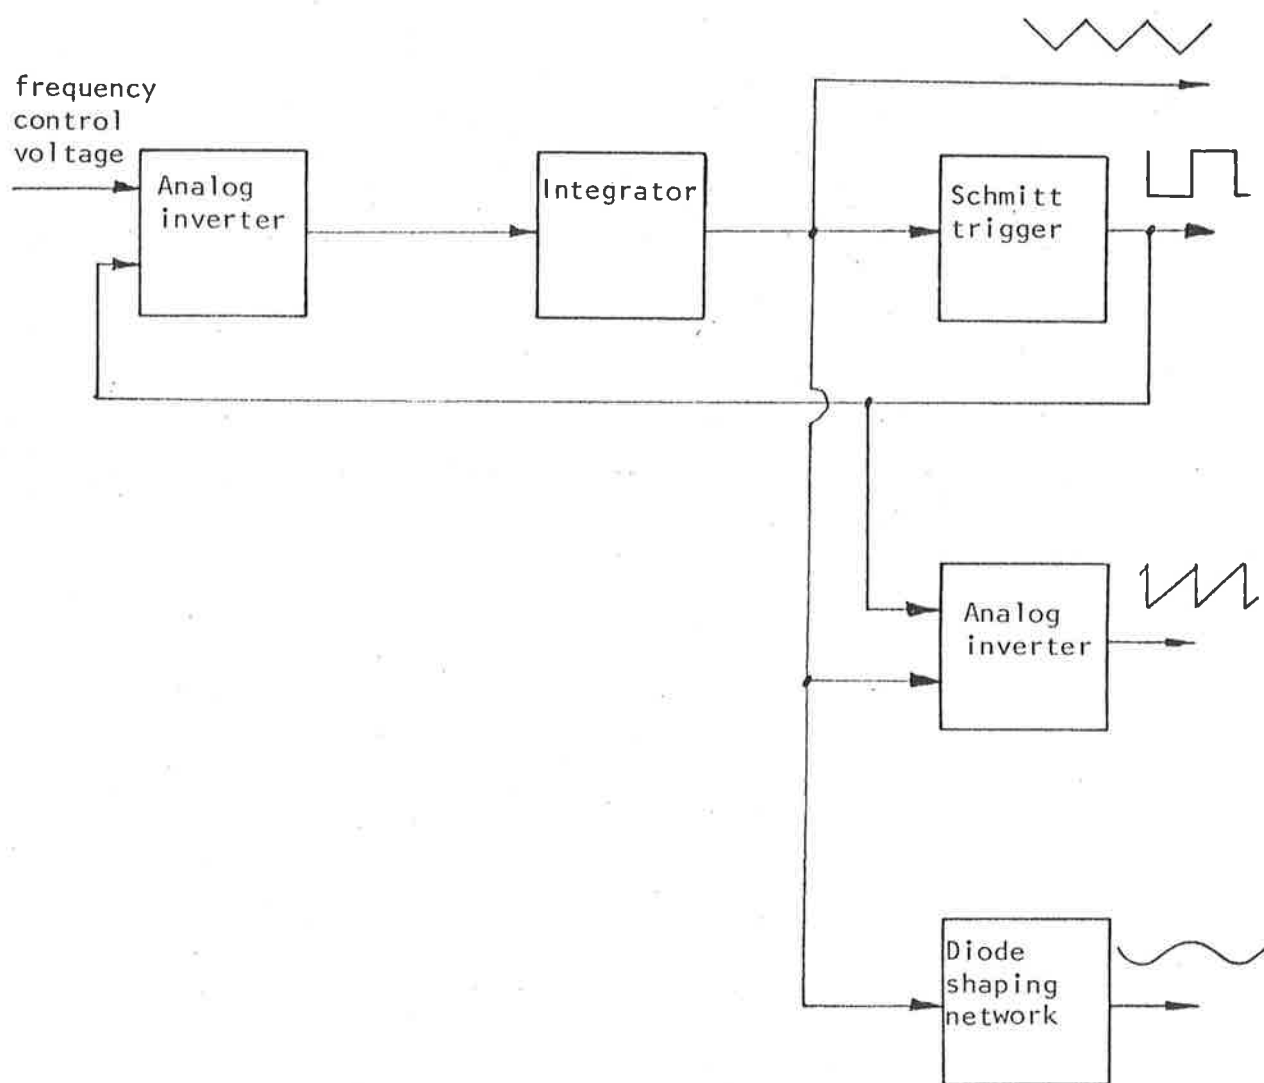 frequency
control
voltage
Analog
inverter
Integrator
Schmitt
trigger
Analog
inverter
Diode
shaping
network